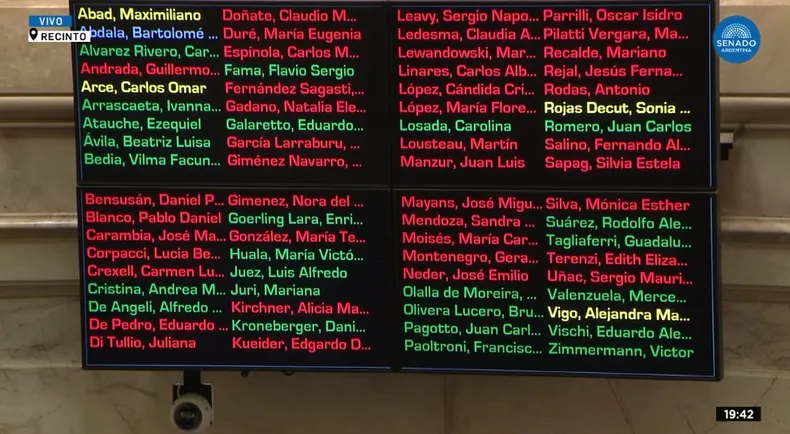 VIVO
RECINTO
SENADO
ARGENTINA
Abad, Maximiliano
Abdala, Bartolomé ...
Alvarez Rivero, Car...
Andrada, Guillermo...
Arce, Carlos Omar
Arrascaeta, Ivanna...
Atauche, Ezequiel
Ávila, Beatriz Luisa
Bedia, Vilma Facun...
Doñate, Claudio M...
Duré, María Eugenia
Espínola, Carlos M...
Fama, Flavio Sergio
Fernández Sagasti,...
Gadano, Natalia Ele...
Galaretto, Eduardo...
García Larraburu, ...
Giménez Navarro, ...
Leavy, Sergio Napo...
Ledesma, Claudia A...
Lewandowski, Mar...
Linares, Carlos Alb...
López, Cándida Cri...
López, María Flore...
Losada, Carolina
Lousteau, Martín
Manzur, Juan Luis
Parrilli, Oscar Isidro
Pilatti Vergara, Ma...
Recalde, Mariano
Rejal, Jesús Ferna...
Rodas, Antonio
Rojas Decut, Sonia ...
Romero, Juan Carlos
Salino, Fernando Al...
Sapag, Silvia Estela
Bensusán, Daniel P...
Blanco, Pablo Daniel
Carambia, José Ma...
Corpacci, Lucia Be...
Crexell, Carmen Lu...
Cristina, Andrea M...
De Angeli, Alfredo ...
De Pedro, Eduardo ...
Di Tullio, Juliana
Gimenez, Nora del ...
Goerling Lara, Enri...
González, María Te...
Huala, María Victó...
Juez, Luis Alfredo
Juri, Mariana
Kirchner, Alicia Ma...
Kroneberger, Dani...
Kueider, Edgardo D...
Mayans, José Migu...
Mendoza, Sandra ...
Moisés, María Car...
Montenegro, Gera...
Neder, José Emilio
Olalla de Moreira, ...
Olivera Lucero, Bru...
Pagotto, Juan Carl...
Paoltroni, Francisc...
Silva, Mónica Esther
Suárez, Rodolfo Ale...
Tagliaferri, Guadalu...
Terenzi, Edith Eliza...
Uñac, Sergio Mauri...
Valenzuela, Merce...
Vigo, Alejandra Ma...
Vischi, Eduardo Ale...
Zimmermann, Victor
19:42